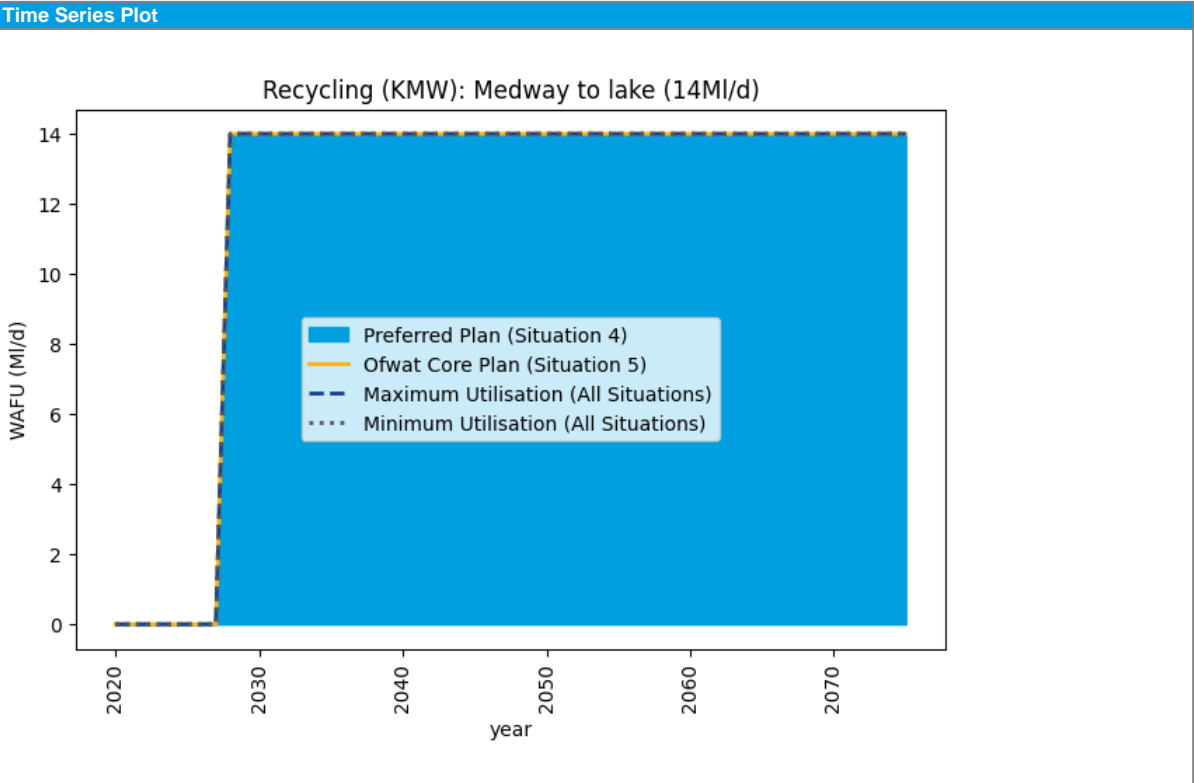 Time Series Plot
Recycling (KMW): Medway to lake (14Ml/d)
14
12
10
8
6
4
2
0
WAFU (Ml/d)
Preferred Plan (Situation 4)
Ofwat Core Plan (Situation 5)
Maximum Utilisation (All Situations)
Minimum Utilisation (All Situations)
2020
2030
2040
2050
2060
2070
year